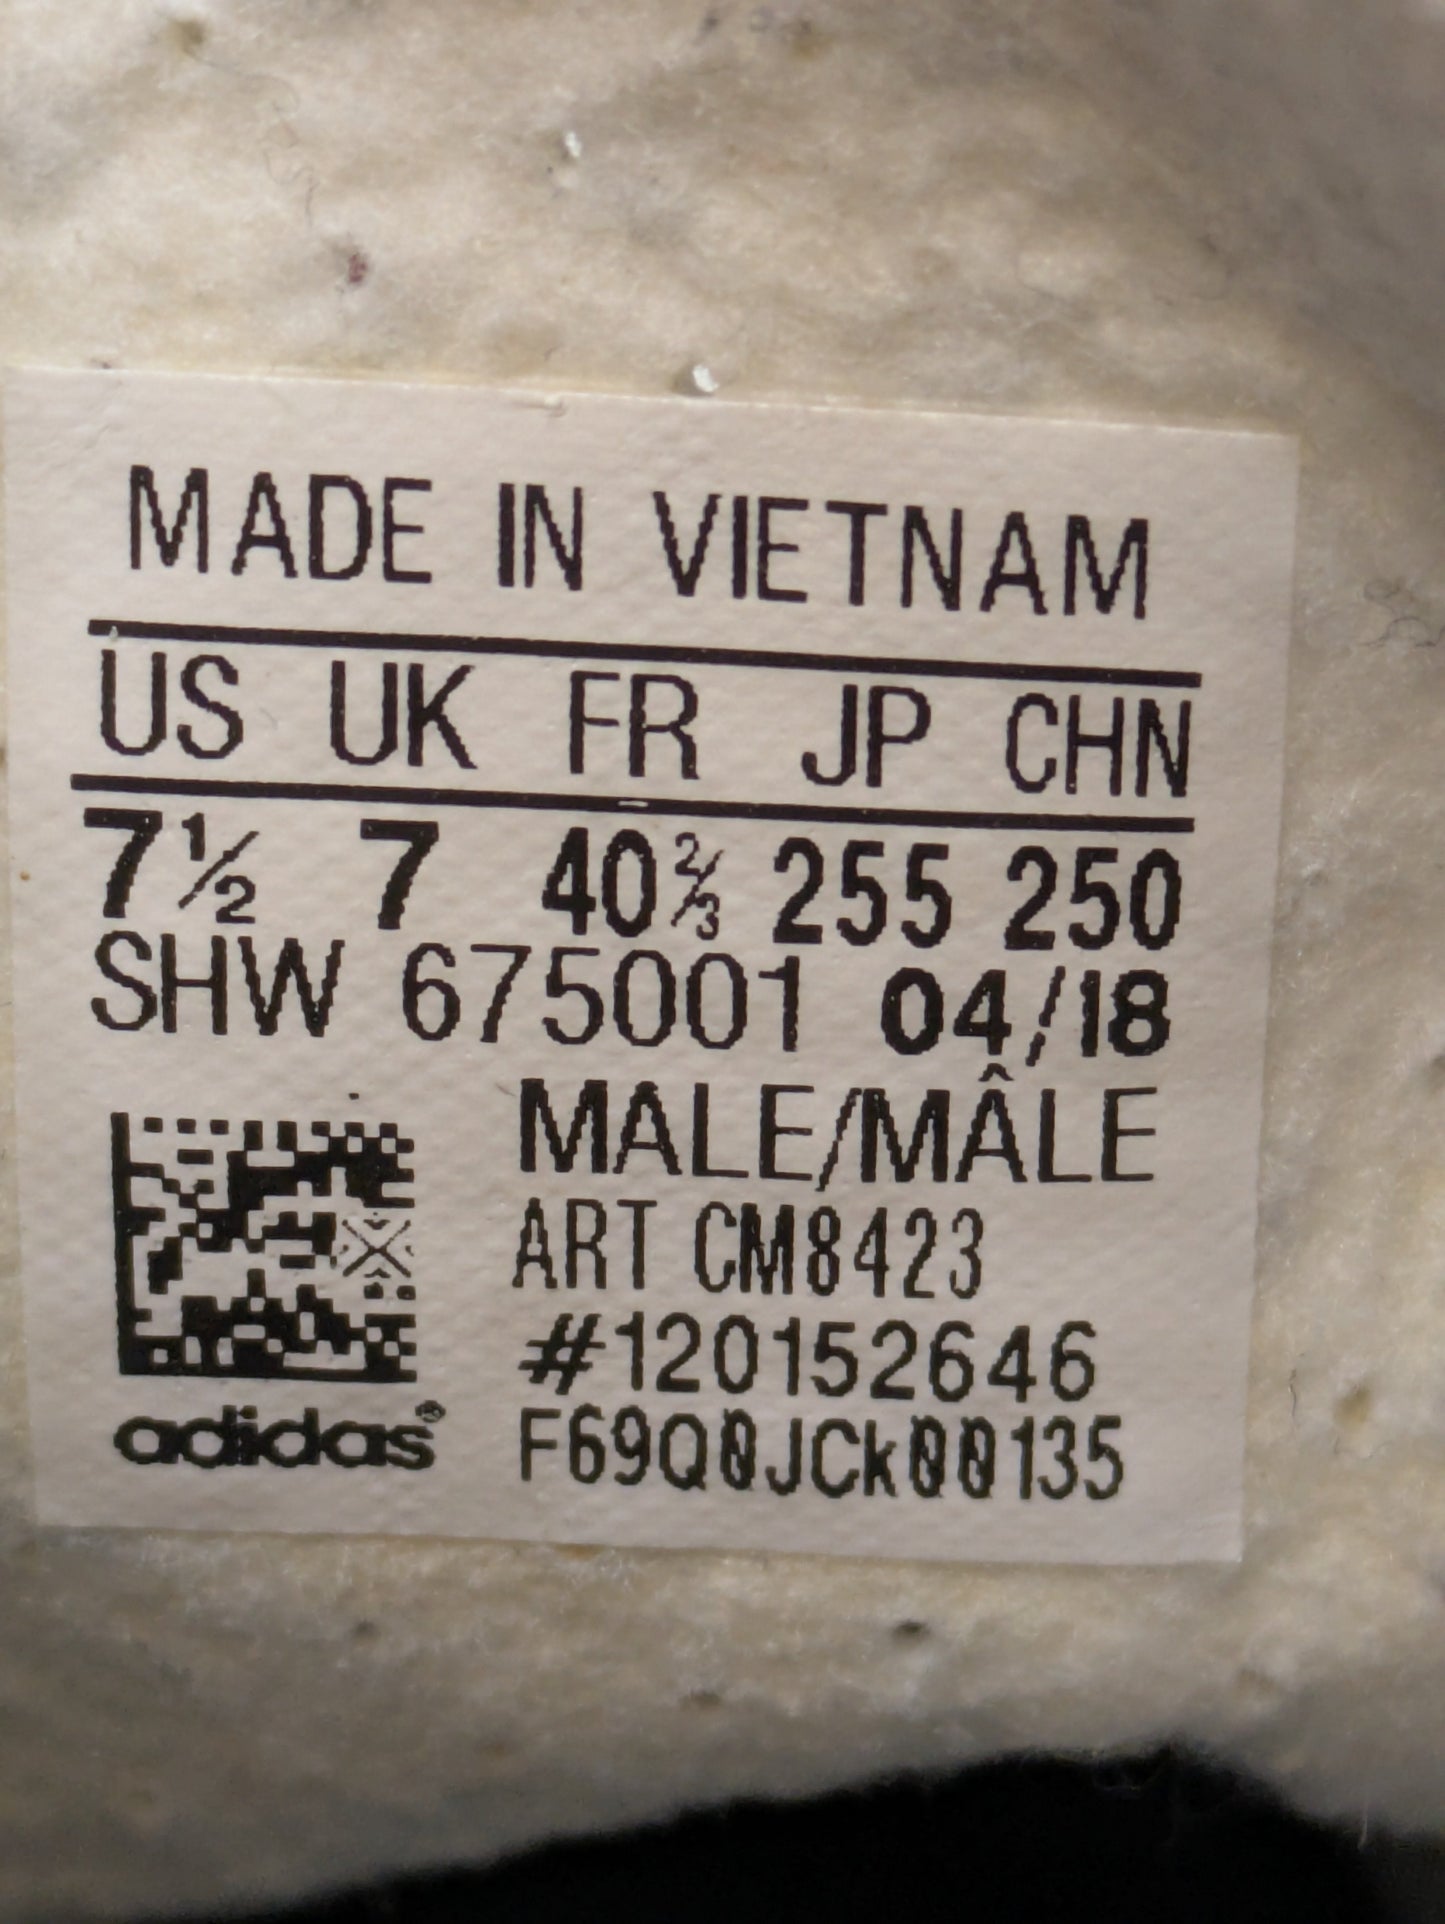 MADE IN VIETNAM
US UK FR JP CHN
7½ 7 40⅔ 255 250
SHW 675001 04/18
MALE/MÂLE
ART CM8423
#120152646
adidas® F69Q0JCk00135